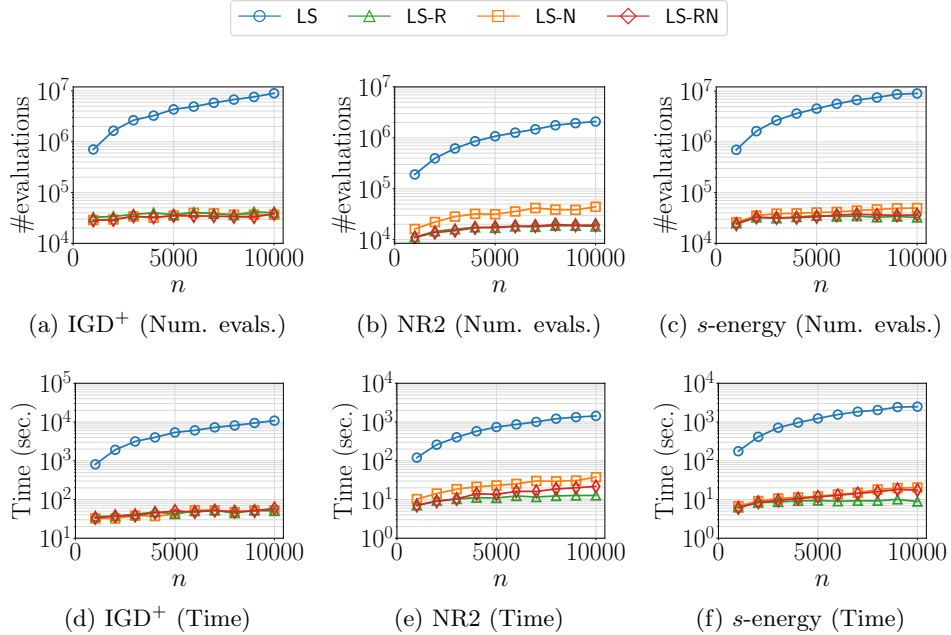 LS LS-R LS-N LS-RN
#evaluations
10^7
10^6
10^5
10^4
0 5000 10000
n
(a) IGD^+ (Num. evals.)
#evaluations
10^7
10^6
10^5
10^4
0 5000 10000
n
(b) NR2 (Num. evals.)
#evaluations
10^7
10^6
10^5
10^4
0 5000 10000
n
(c) s-energy (Num. evals.)
Time (sec.)
10^5
10^4
10^3
10^2
10^1
0 5000 10000
n
(d) IGD^+ (Time)
Time (sec.)
10^4
10^3
10^2
10^1
10^0
0 5000 10000
n
(e) NR2 (Time)
Time (sec.)
10^4
10^3
10^2
10^1
10^0
0 5000 10000
n
(f) s-energy (Time)